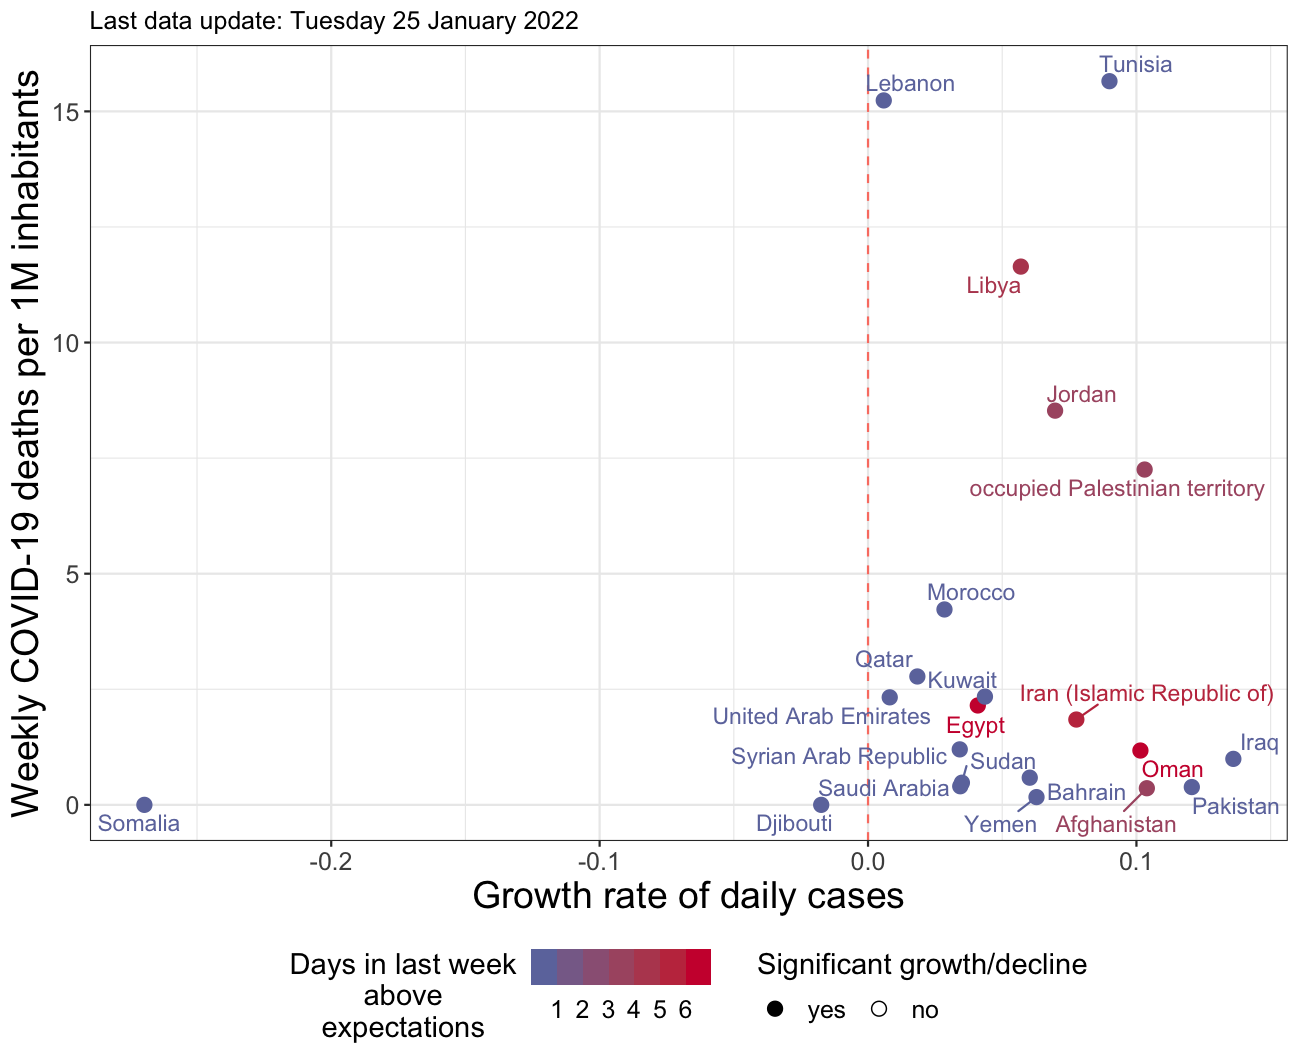 Last data update: Tuesday 25 January 2022
Weekly COVID-19 deaths per 1M inhabitants
15
10
5
0
Tunisia
Lebanon
Libya
Jordan
occupied Palestinian territory
Morocco
Qatar
Kuwait
Iran (Islamic Republic of)
United Arab Emirates
Egypt
Iraq
Syrian Arab Republic
Sudan
Oman
Saudi Arabia
Bahrain
Pakistan
Somalia
Djibouti
Yemen
Afghanistan
-0.2
-0.1
0.0
0.1
Growth rate of daily cases
Days in last week
above
expectations
1 2 3 4 5 6
Significant growth/decline
yes
no